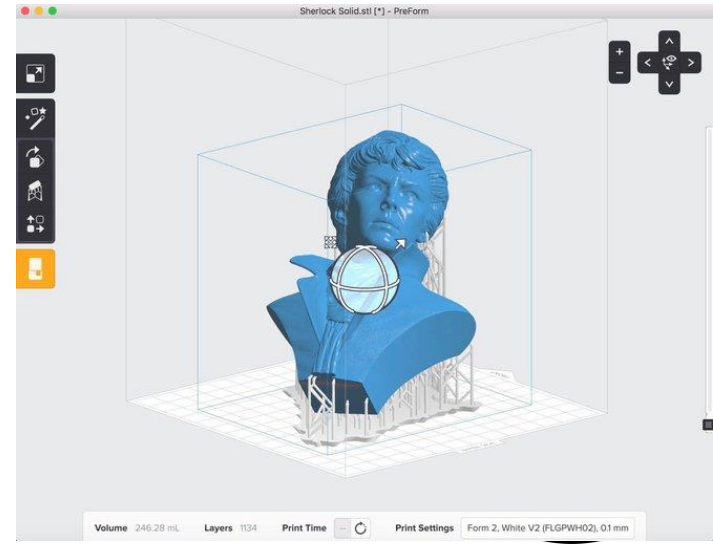 Sherlock Solid.stl [*] - PreForm
+
−
Volume 246.28 mL Layers 1134 Print Time -- Print Settings Form 2, White V2 (FLGPWH02), 0.1 mm